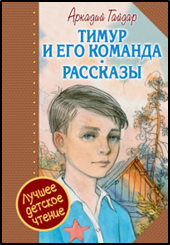 Аркадий Гайдар
ТИМУР
И ЕГО КОМАНДА
• РАССКАЗЫ
Лучшее
детское
чтение